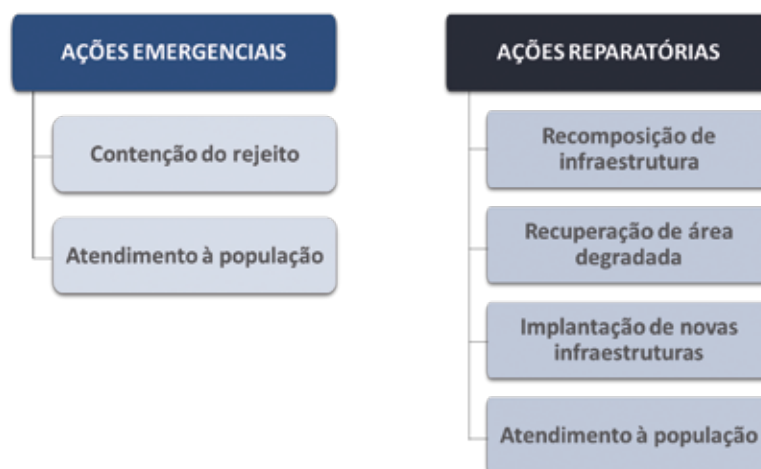 AÇÕES EMERGENCIAIS
Contenção do rejeito
Atendimento à população
AÇÕES REPARATÓRIAS
Recomposição de
infraestrutura
Recuperação de área
degradada
Implantação de novas
infraestruturas
Atendimento à população